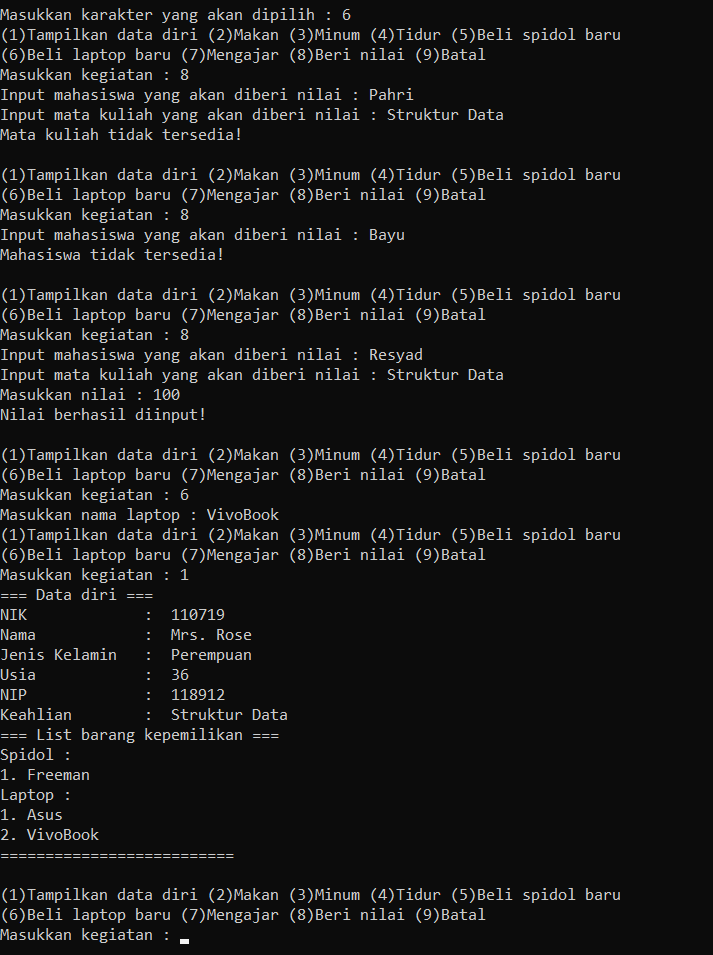 Masukkan karakter yang akan dipilih : 6
(1)Tampilkan data diri (2)Makan (3)Minum (4)Tidur (5)Beli spidol baru
(6)Beli laptop baru (7)Mengajar (8)Beri nilai (9)Batal
Masukkan kegiatan : 8
Input mahasiswa yang akan diberi nilai : Pahri
Input mata kuliah yang akan diberi nilai : Struktur Data
Mata kuliah tidak tersedia!

(1)Tampilkan data diri (2)Makan (3)Minum (4)Tidur (5)Beli spidol baru
(6)Beli laptop baru (7)Mengajar (8)Beri nilai (9)Batal
Masukkan kegiatan : 8
Input mahasiswa yang akan diberi nilai : Bayu
Mahasiswa tidak tersedia!

(1)Tampilkan data diri (2)Makan (3)Minum (4)Tidur (5)Beli spidol baru
(6)Beli laptop baru (7)Mengajar (8)Beri nilai (9)Batal
Masukkan kegiatan : 8
Input mahasiswa yang akan diberi nilai : Resyad
Input mata kuliah yang akan diberi nilai : Struktur Data
Masukkan nilai : 100
Nilai berhasil diinput!

(1)Tampilkan data diri (2)Makan (3)Minum (4)Tidur (5)Beli spidol baru
(6)Beli laptop baru (7)Mengajar (8)Beri nilai (9)Batal
Masukkan kegiatan : 6
Masukkan nama laptop : VivoBook
(1)Tampilkan data diri (2)Makan (3)Minum (4)Tidur (5)Beli spidol baru
(6)Beli laptop baru (7)Mengajar (8)Beri nilai (9)Batal
Masukkan kegiatan : 1
=== Data diri ===
NIK             :  110719
Nama            :  Mrs. Rose
Jenis Kelamin   :  Perempuan
Usia            :  36
NIP             :  118912
Keahlian        :  Struktur Data
=== List barang kepemilikan ===
Spidol :
1. Freeman
Laptop :
1. Asus
2. VivoBook
==========================

(1)Tampilkan data diri (2)Makan (3)Minum (4)Tidur (5)Beli spidol baru
(6)Beli laptop baru (7)Mengajar (8)Beri nilai (9)Batal
Masukkan kegiatan :